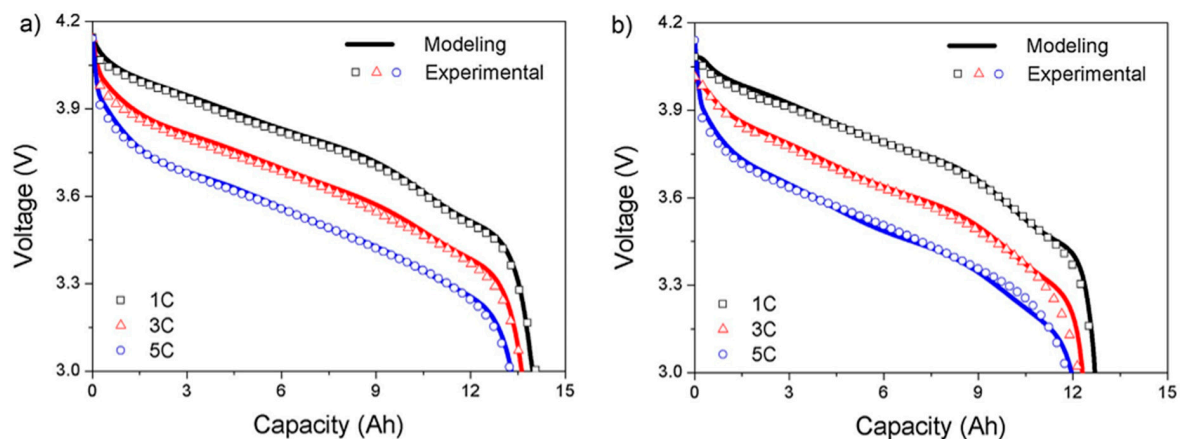 a)
4.2
3.9
3.6
3.3
3.0
Voltage (V)
Modeling
Experimental
1C
3C
5C
0 3 6 9 12 15
Capacity (Ah)
b)
4.2
3.9
3.6
3.3
3.0
Voltage (V)
Modeling
Experimental
1C
3C
5C
0 3 6 9 12 15
Capacity (Ah)